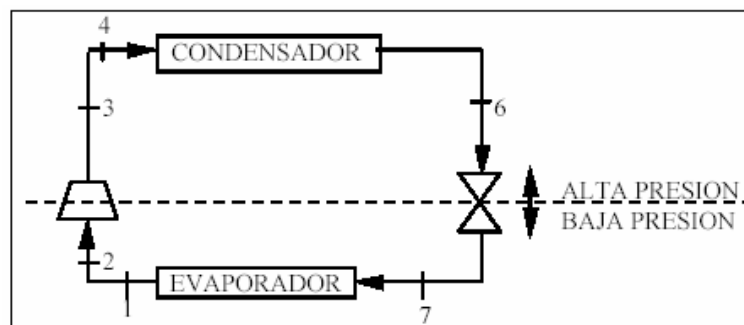 4
CONDENSADOR
3
6
ALTA PRESION
BAJA PRESION
2
EVAPORADOR
1
7